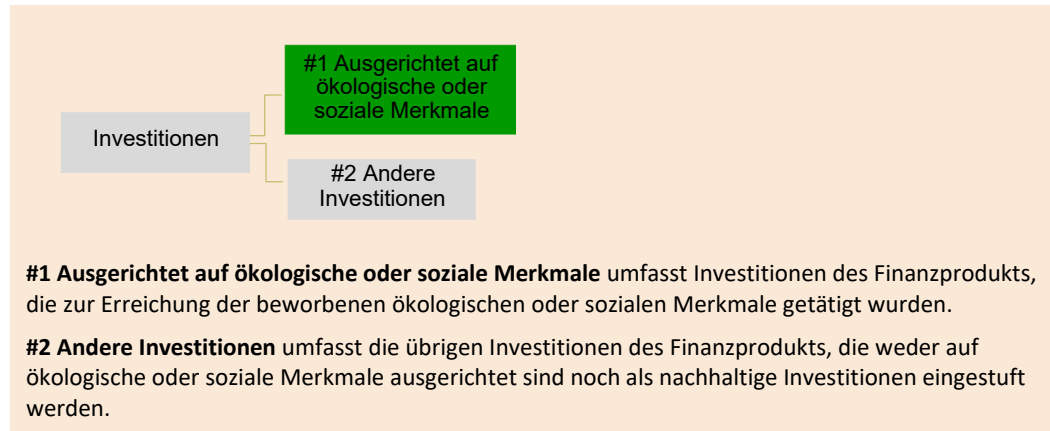 #1 Ausgerichtet auf
ökologische oder
soziale Merkmale
Investitionen
#2 Andere
Investitionen
#1 Ausgerichtet auf ökologische oder soziale Merkmale umfasst Investitionen des Finanzprodukts,
die zur Erreichung der beworbenen ökologischen oder sozialen Merkmale getätigt wurden.
#2 Andere Investitionen umfasst die übrigen Investitionen des Finanzprodukts, die weder auf
ökologische oder soziale Merkmale ausgerichtet sind noch als nachhaltige Investitionen eingestuft
werden.